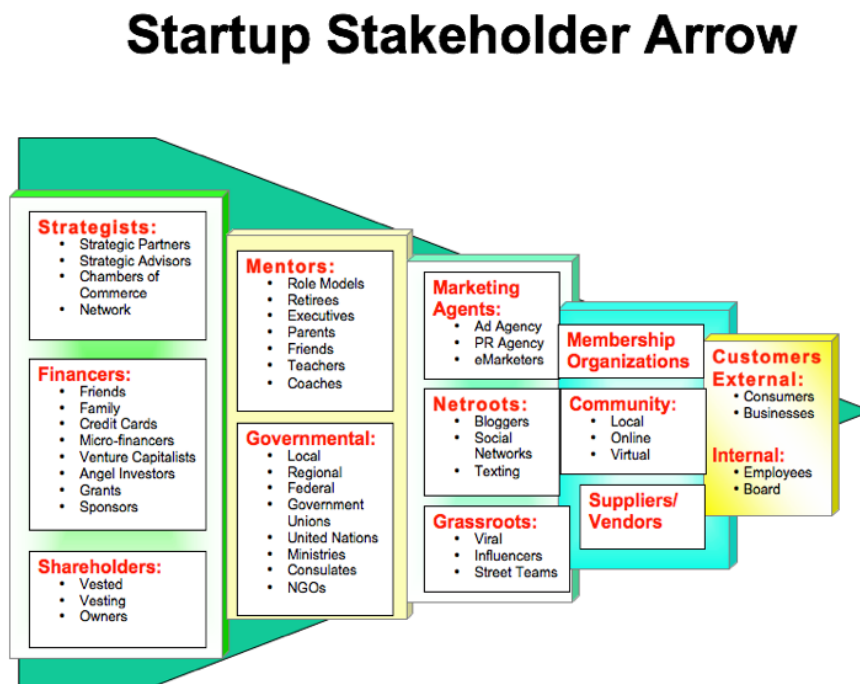 Startup Stakeholder Arrow
Strategists:
• Strategic Partners
• Strategic Advisors
• Chambers of
Commerce
• Network
Financers:
• Friends
• Family
• Credit Cards
• Micro-financers
• Venture Capitalists
• Angel Investors
• Grants
• Sponsors
Shareholders:
• Vested
• Vesting
• Owners
Mentors:
• Role Models
• Retirees
• Executives
• Parents
• Friends
• Teachers
• Coaches
Governmental:
• Local
• Regional
• Federal
• Government
Unions
• United Nations
• Ministries
• Consulates
• NGOs
Marketing
Agents:
• Ad Agency
• PR Agency
• eMarketers
Netroots:
• Bloggers
• Social
Networks
• Texting
Grassroots:
• Viral
• Influencers
• Street Teams
Membership
Organizations
Community:
• Local
• Online
• Virtual
Suppliers/
Vendors
Customers
External:
• Consumers
• Businesses
Internal:
• Employees
• Board